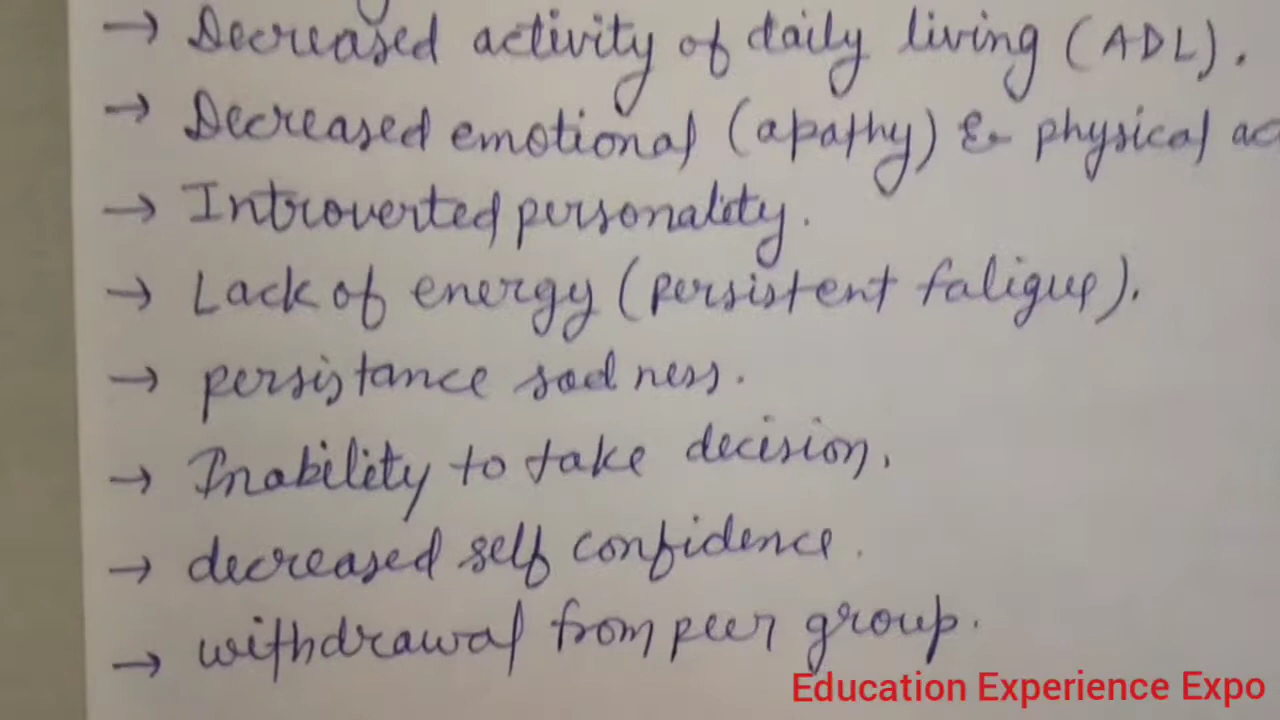 → Decreased activity of daily living (ADL).
→ Decreased emotional (apathy) & physical ac
→ Introverted personality.
→ Lack of energy (persistent fatigue).
→ persistance sadness.
→ Inability to take decision.
→ decreased self confidence.
→ withdrawal from peer group.
Education Experience Expo